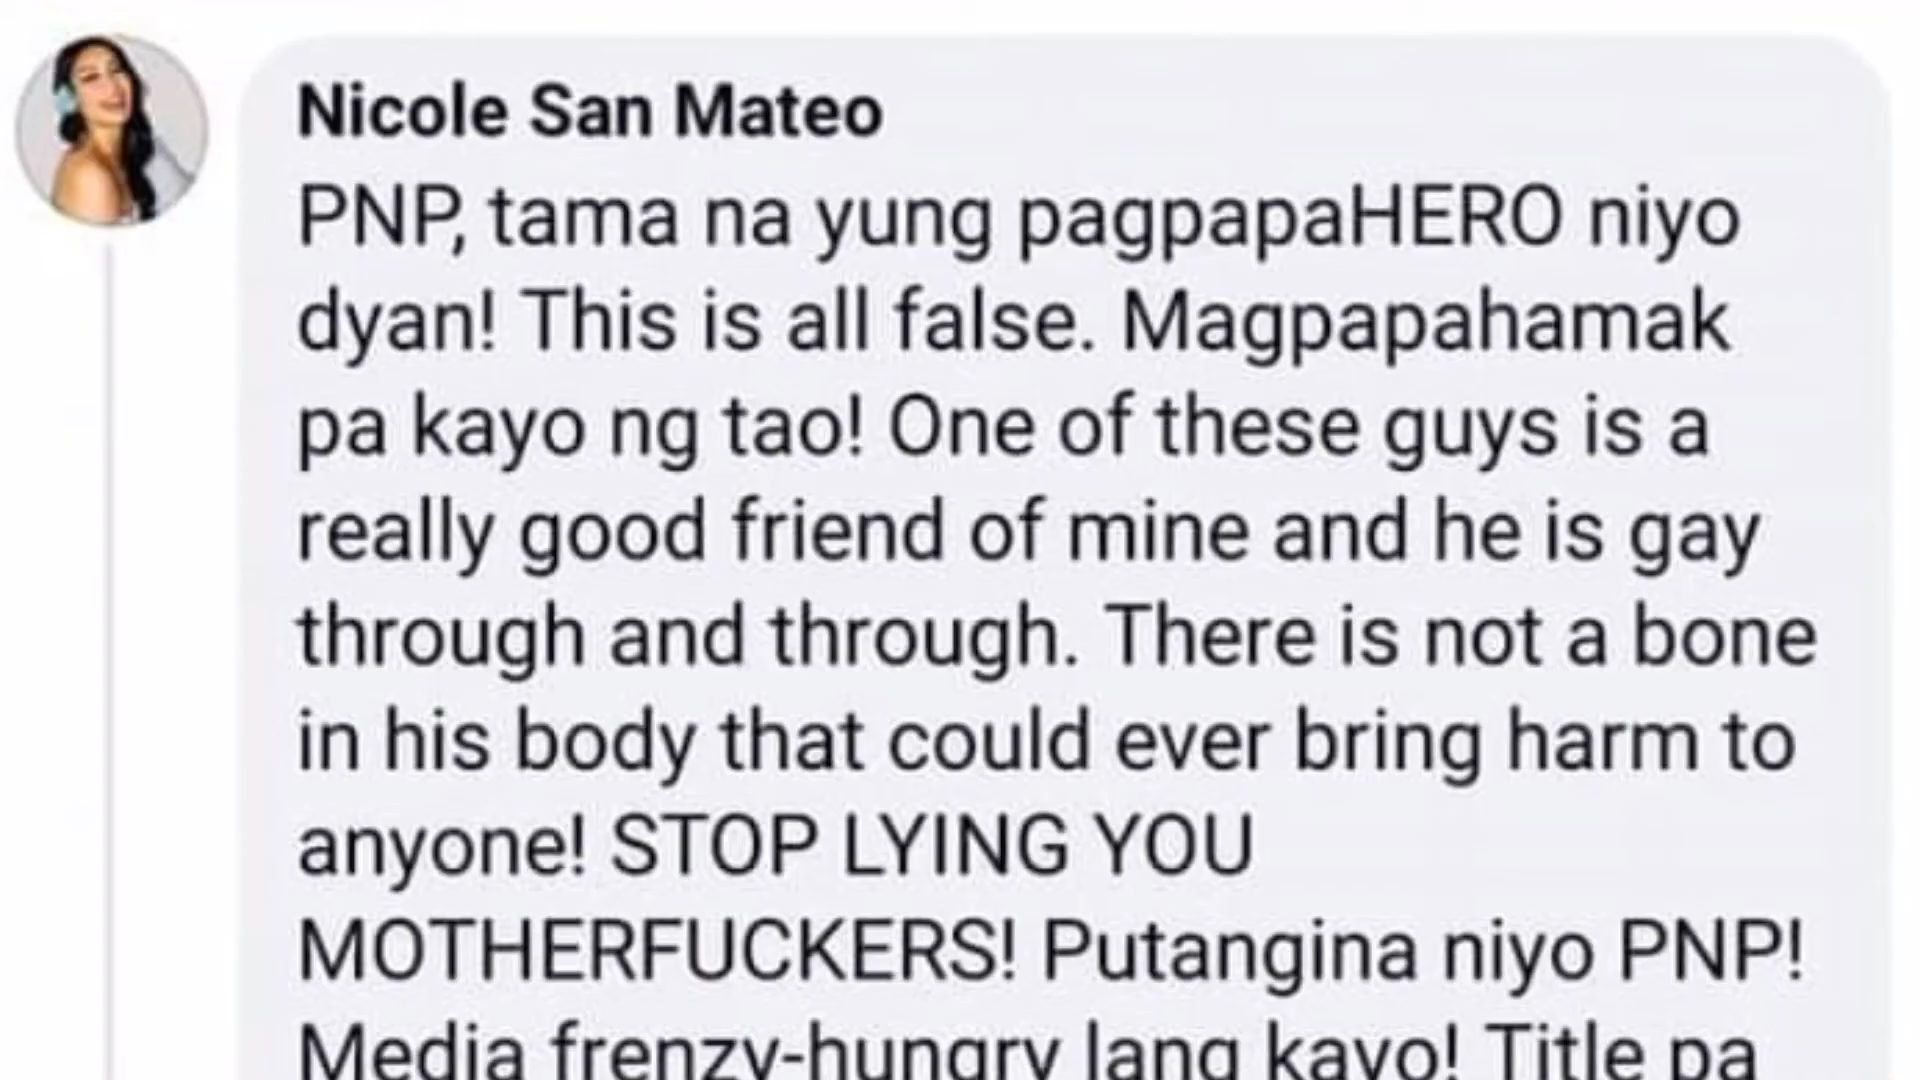 Nicole San Mateo
PNP, tama na yung pagpapaHERO niyo
dyan! This is all false. Magpapahamak
pa kayo ng tao! One of these guys is a
really good friend of mine and he is gay
through and through. There is not a bone
in his body that could ever bring harm to
anyone! STOP LYING YOU
MOTHERFUCKERS! Putangina niyo PNP!
Media frenzy-hungry lang kayo! Title pa